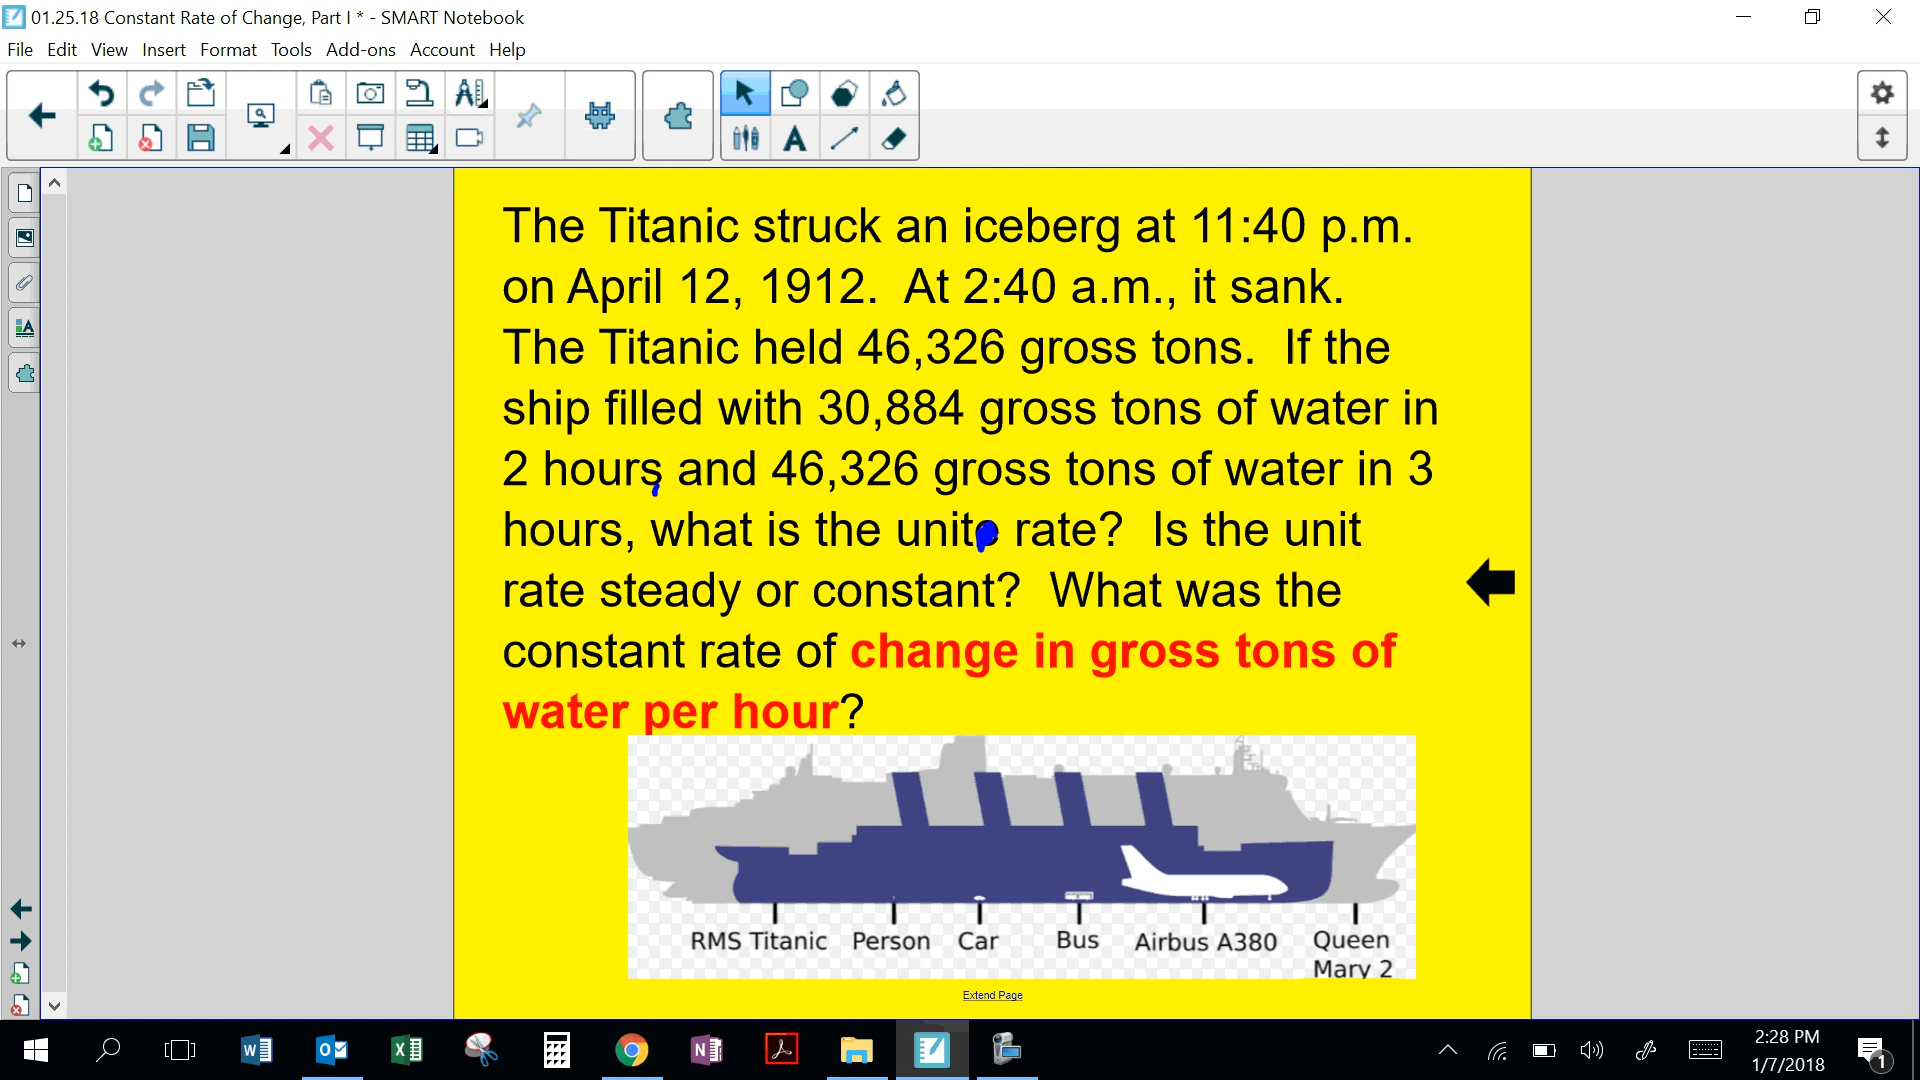 01.25.18 Constant Rate of Change, Part I * - SMART Notebook
File Edit View Insert Format Tools Add-ons Account Help
The Titanic struck an iceberg at 11:40 p.m.
on April 12, 1912. At 2:40 a.m., it sank.
The Titanic held 46,326 gross tons. If the
ship filled with 30,884 gross tons of water in
2 hours, and 46,326 gross tons of water in 3
hours, what is the unit rate? Is the unit
rate steady or constant? What was the
constant rate of change in gross tons of
water per hour?
RMS Titanic Person Car Bus Airbus A380 Queen
Mary 2
Extend Page
2:28 PM
1/7/2018
1